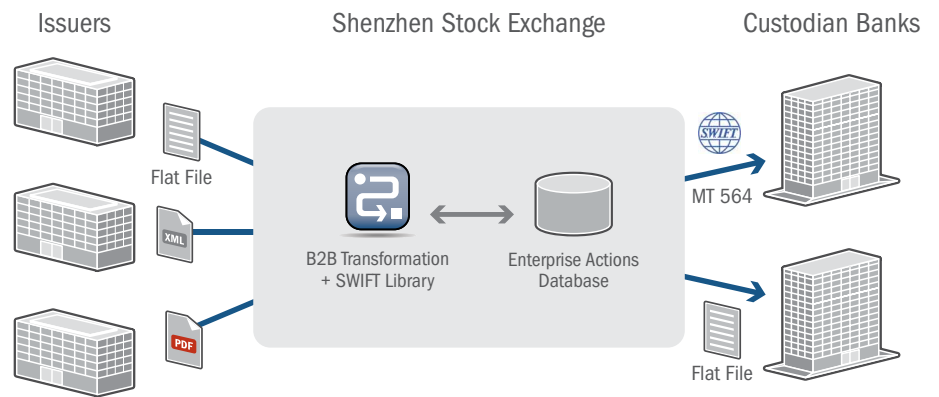 Issuers
Shenzhen Stock Exchange
Custodian Banks
Flat File
XML
PDF
B2B Transformation
+ SWIFT Library
Enterprise Actions
Database
SWIFT
MT 564
Flat File